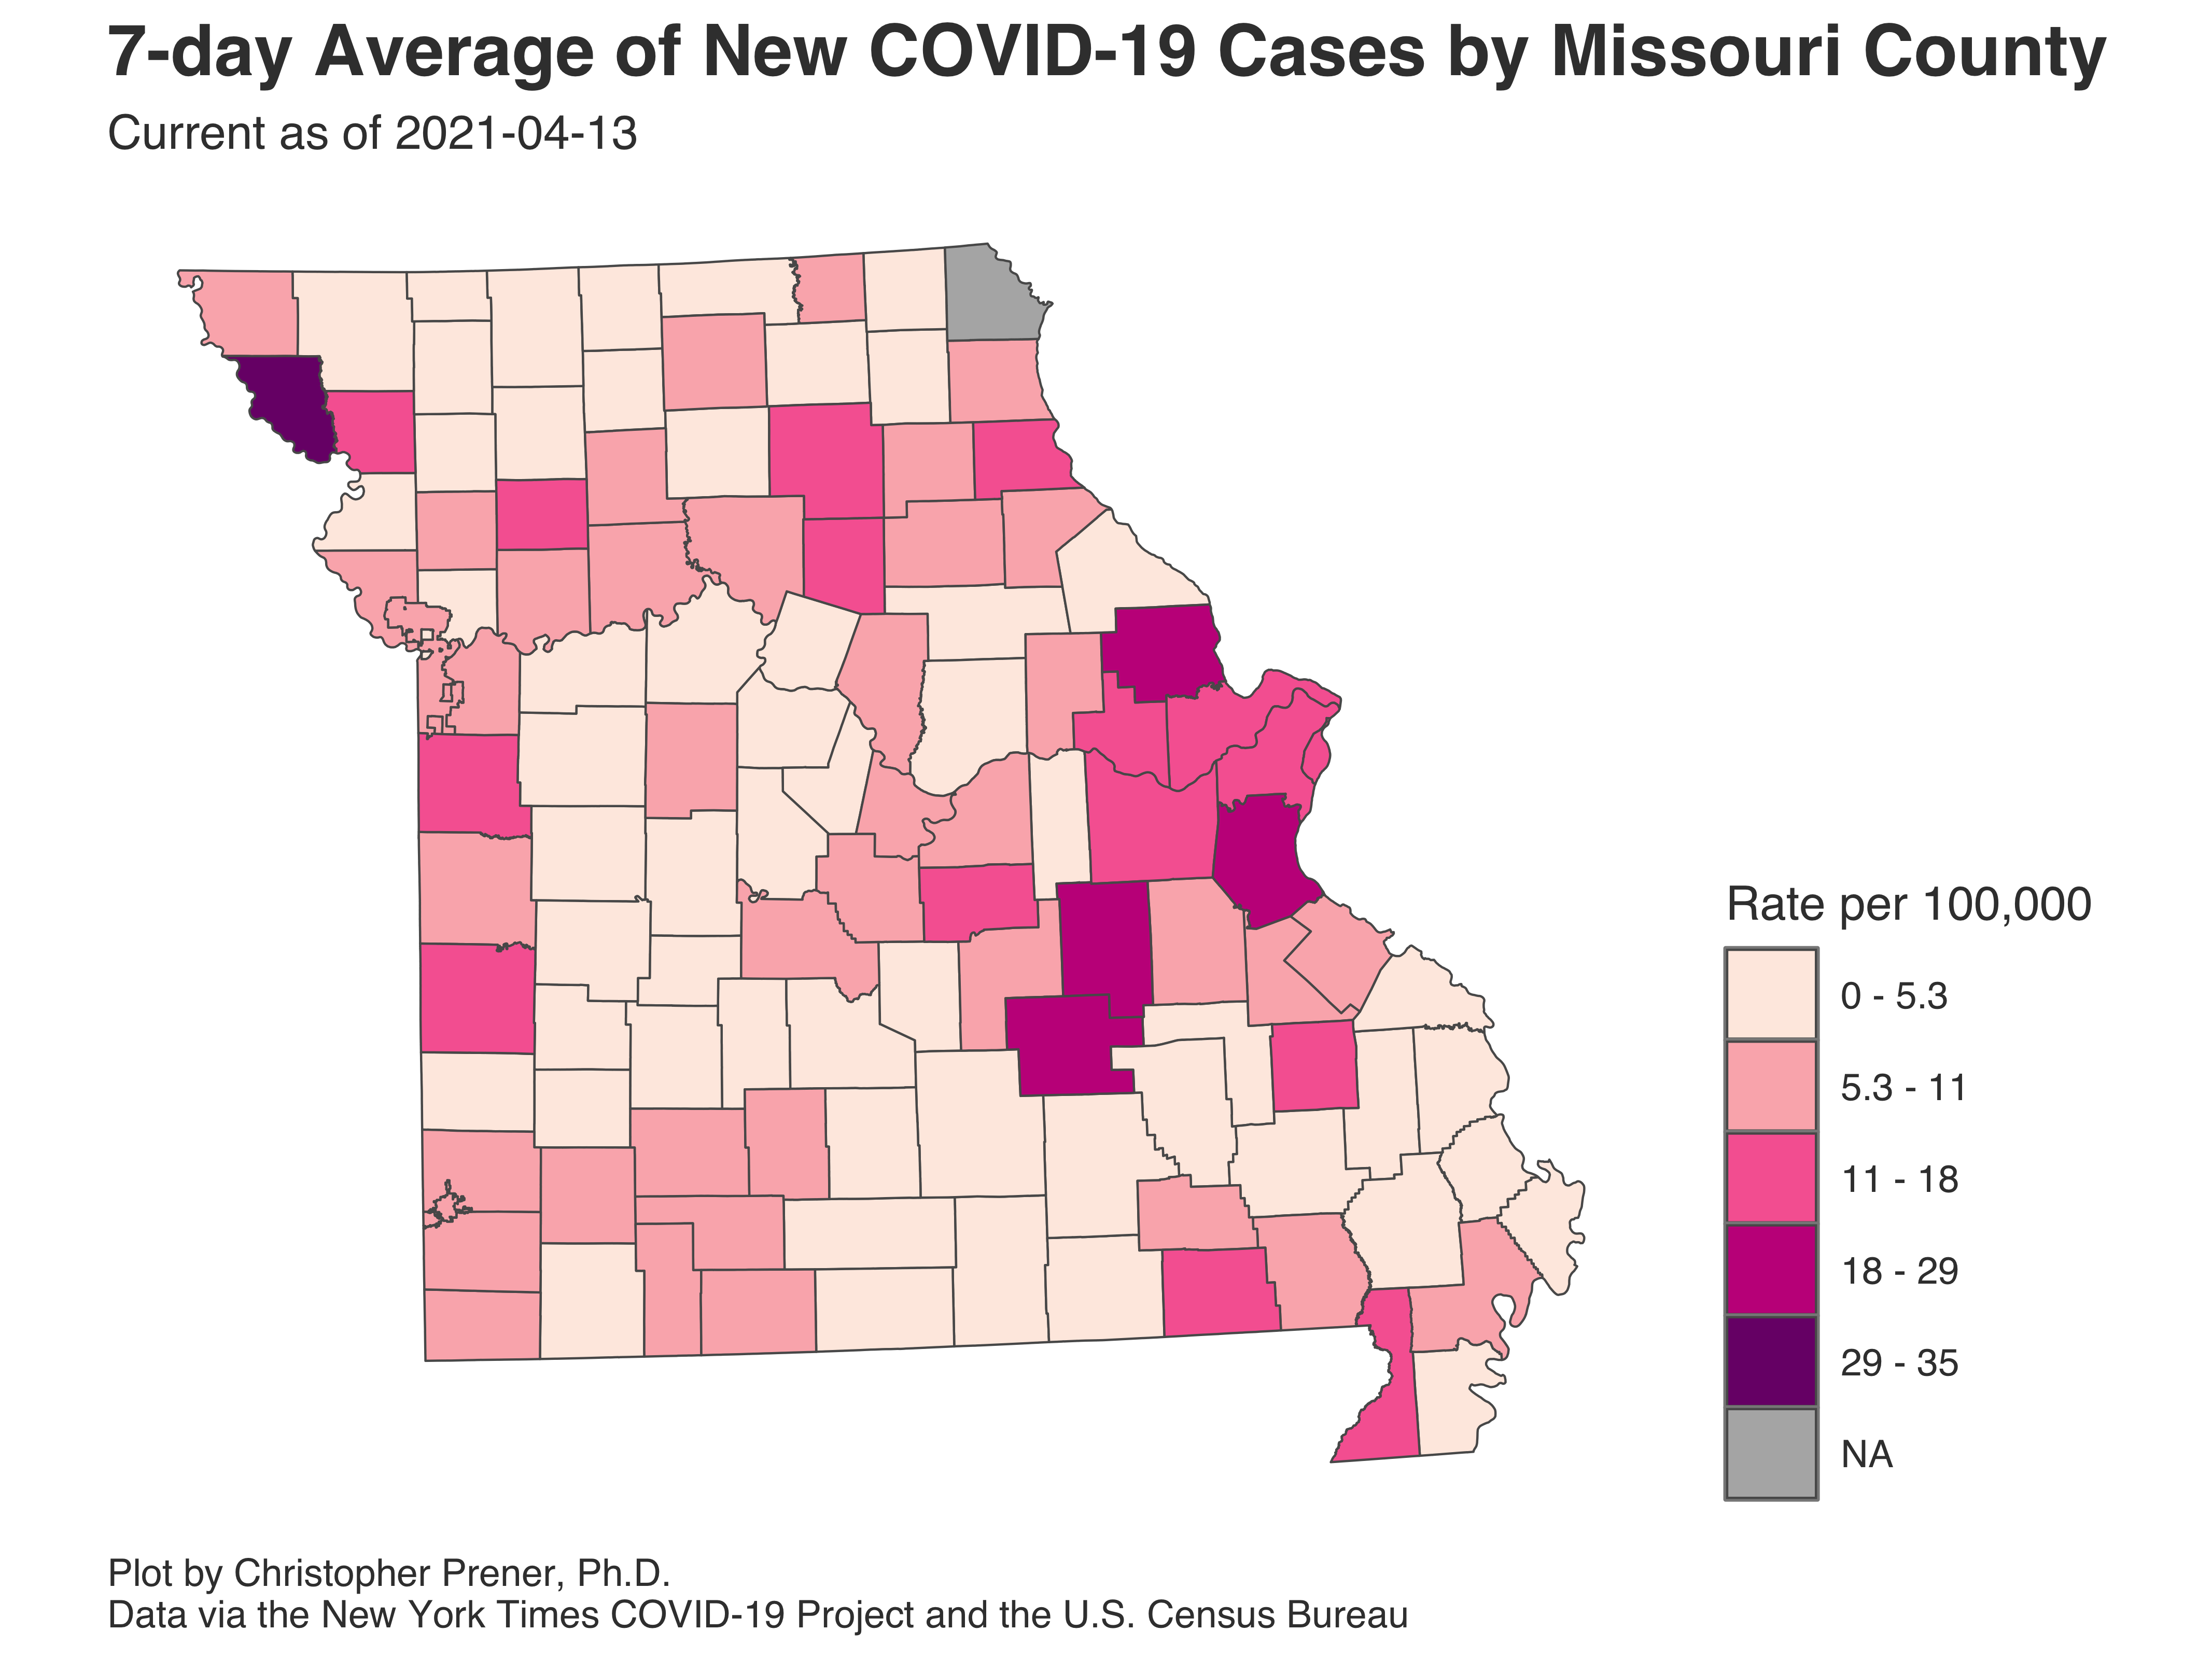 7-day Average of New COVID-19 Cases by Missouri County
Current as of 2021-04-13
Rate per 100,000
0 - 5.3
5.3 - 11
11 - 18
18 - 29
29 - 35
NA
Plot by Christopher Prener, Ph.D.
Data via the New York Times COVID-19 Project and the U.S. Census Bureau